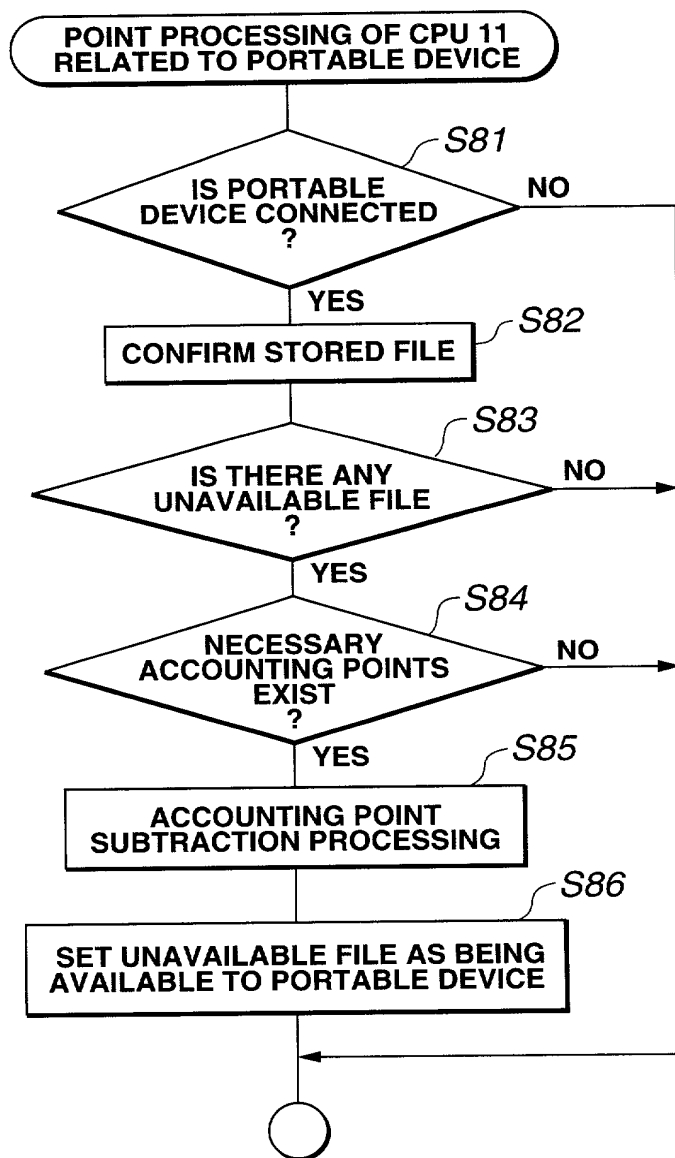 POINT PROCESSING OF CPU 11
RELATED TO PORTABLE DEVICE
S81
IS PORTABLE
DEVICE CONNECTED
?
NO
YES
S82
CONFIRM STORED FILE
S83
IS THERE ANY
UNAVAILABLE FILE
?
NO
YES
S84
NECESSARY
ACCOUNTING POINTS
EXIST
?
NO
YES
S85
ACCOUNTING POINT
SUBTRACTION PROCESSING
S86
SET UNAVAILABLE FILE AS BEING
AVAILABLE TO PORTABLE DEVICE